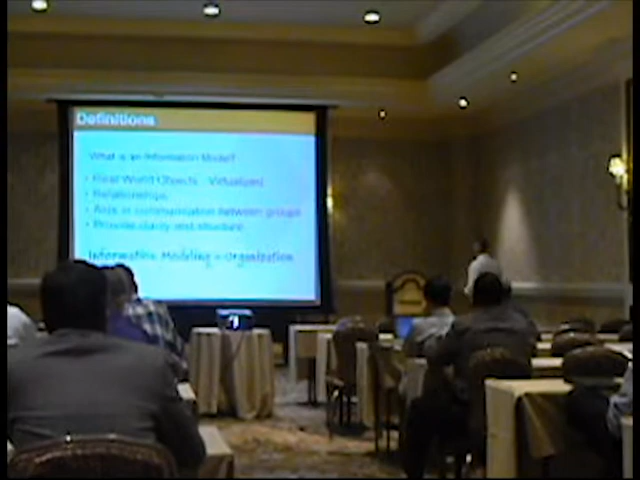 Definitions
What is an Information Model?
• Real World Objects - Virtualized
• Relationships
• Aids in communication between groups
• Provide clarity and structure
Information Modeling = Organization